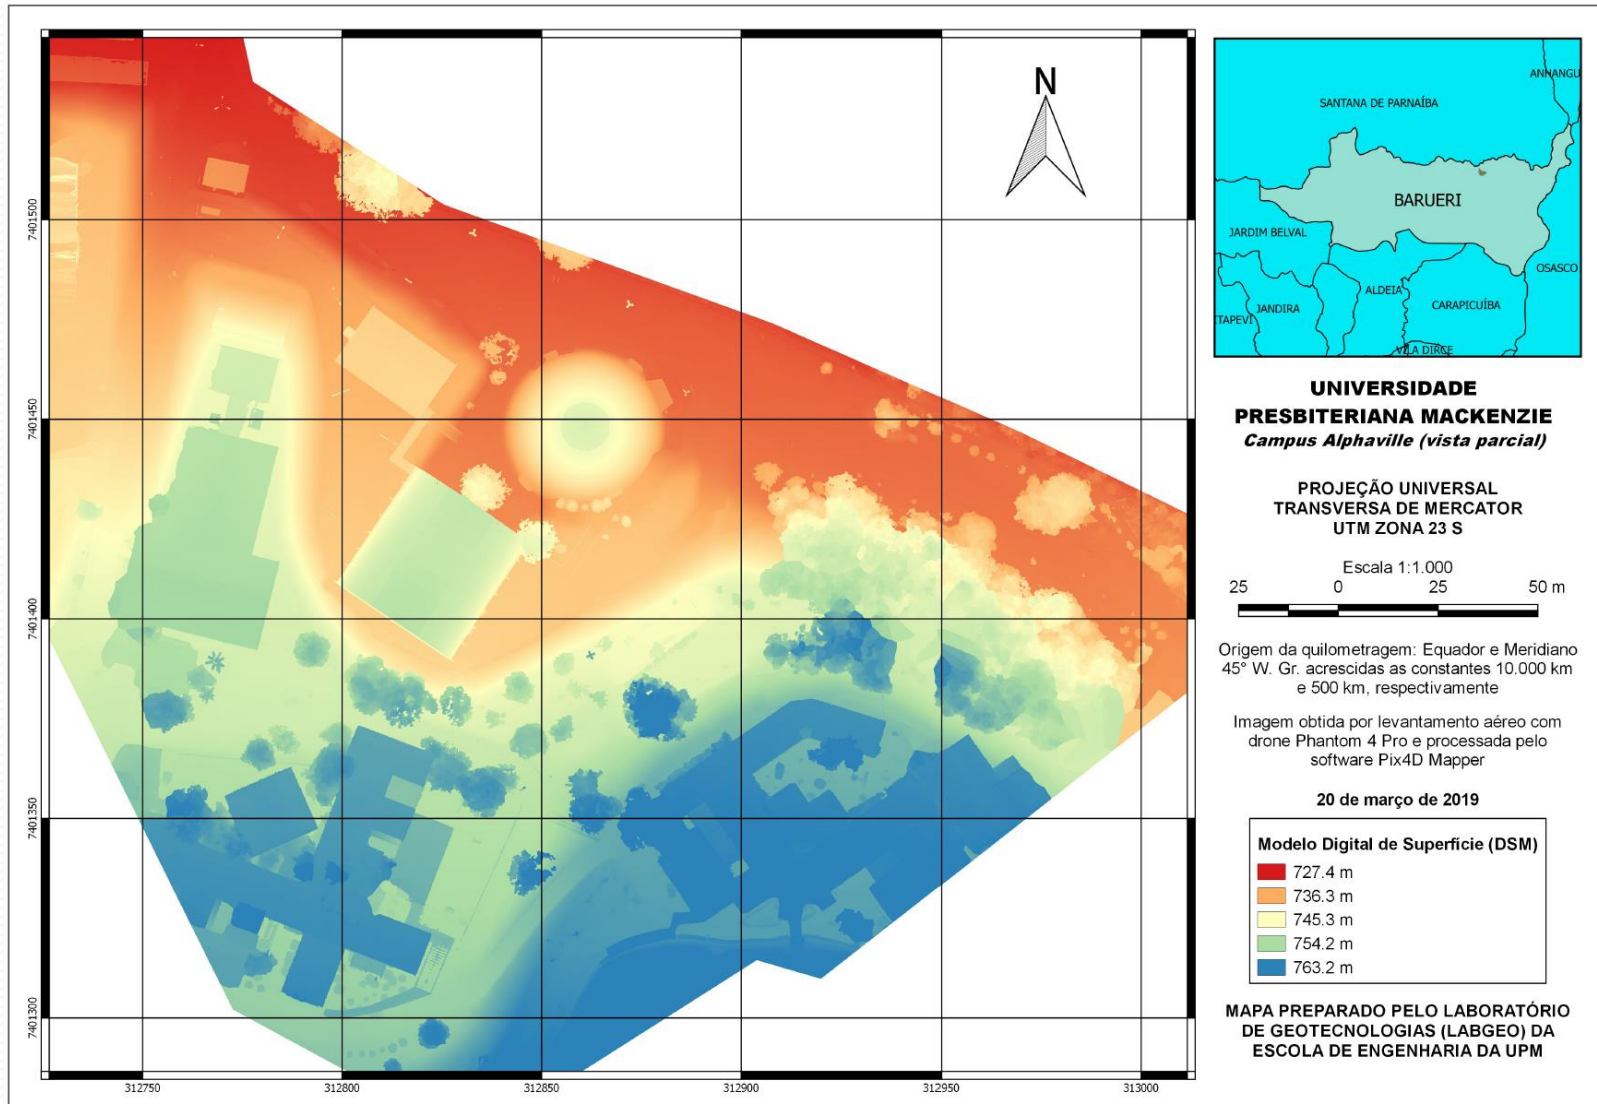 N
7401500
7401450
7401400
7401350
7401300
312750
312800
312850
312900
312950
313000
ANHANGU
SANTANA DE PARNAÍBA
BARUERI
JARDIM BELVAL
OSASCO
ALDEIA
CARAPICUÍBA
JANDIRA
TAPEVI
VILA DIRCE
UNIVERSIDADE
PRESBITERIANA MACKENZIE
Campus Alphaville (vista parcial)
PROJEÇÃO UNIVERSAL
TRANSVERSA DE MERCATOR
UTM ZONA 23 S
Escala 1:1.000
25 0 25 50 m
Origem da quilometragem: Equador e Meridiano
45° W. Gr. acrescidas as constantes 10.000 km
e 500 km, respectivamente
Imagem obtida por levantamento aéreo com
drone Phantom 4 Pro e processada pelo
software Pix4D Mapper
20 de março de 2019
Modelo Digital de Superfície (DSM)
727.4 m
736.3 m
745.3 m
754.2 m
763.2 m
MAPA PREPARADO PELO LABORATÓRIO
DE GEOTECNOLOGIAS (LABGEO) DA
ESCOLA DE ENGENHARIA DA UPM